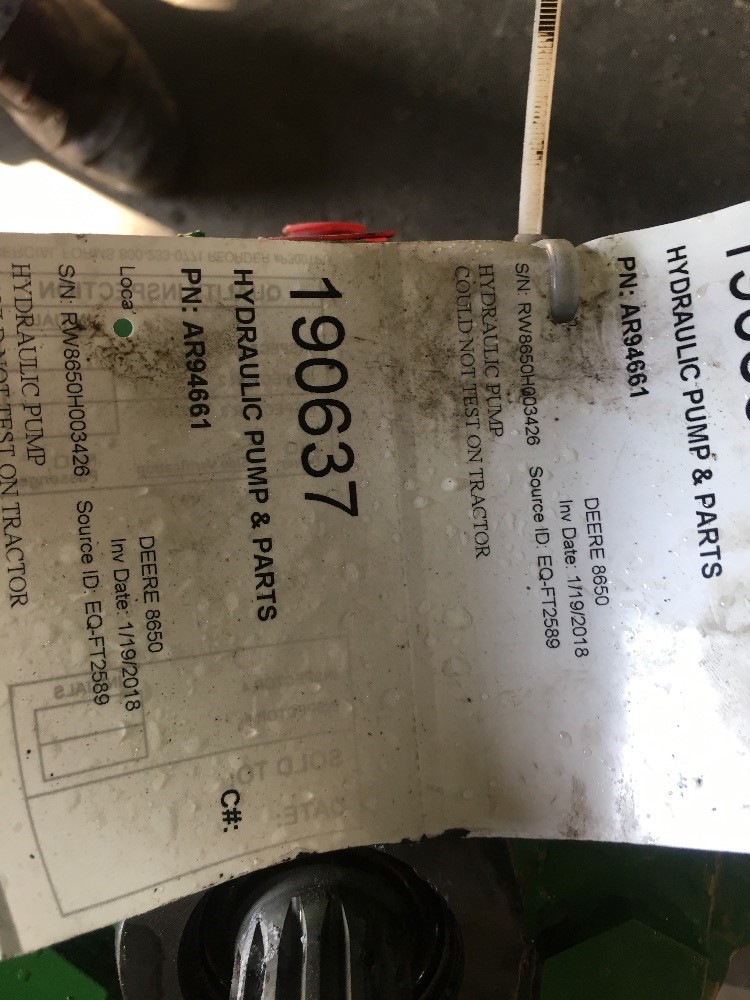 190637
HYDRAULIC PUMP & PARTS
PN: AR94661
DEERE 8650
Inv Date: 1/19/2018
S/N: RW8650H003426 Source ID: EQ-FT2589
HYDRAULIC PUMP
COULD NOT TEST ON TRACTOR
C#:
HYDRAULIC PUMP & PARTS
PN: AR94661
DEERE 8650
Inv Date: 1/19/2018
S/N: RW8650H003426 Source ID: EQ-FT2589
HYDRAULIC PUMP
COULD NOT TEST ON TRACTOR
SOLD TO:
DATE: